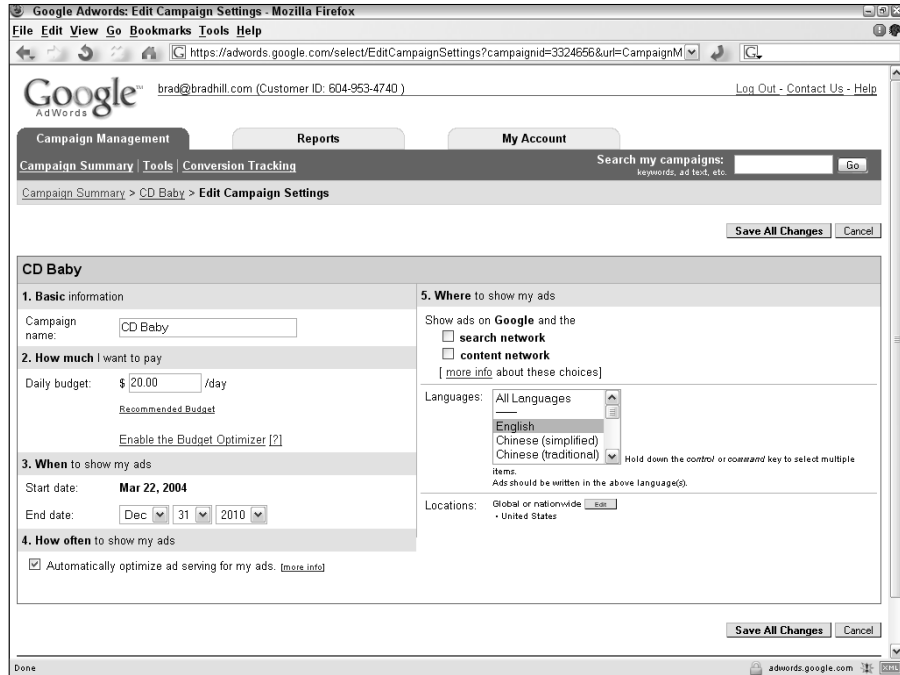 Google Adwords: Edit Campaign Settings - Mozilla Firefox
File Edit View Go Bookmarks Tools Help
https://adwords.google.com/select/EditCampaignSettings?campaignid=3324656&url=CampaignM
G
Google™
AdWords
brad@bradhill.com (Customer ID: 604-953-4740 )
Log Out - Contact Us - Help
Campaign Management
Reports
My Account
Campaign Summary | Tools | Conversion Tracking
Search my campaigns:
keywords, ad text, etc.
Go
Campaign Summary > CD Baby > Edit Campaign Settings
Save All Changes
Cancel
CD Baby
1. Basic information
Campaign name:
CD Baby
2. How much I want to pay
Daily budget:
$ 20.00 /day
Recommended Budget
Enable the Budget Optimizer [?]
3. When to show my ads
Start date:
Mar 22, 2004
End date:
Dec 31 2010
4. How often to show my ads
Automatically optimize ad serving for my ads. [more info]
5. Where to show my ads
Show ads on Google and the
search network
content network
[ more info about these choices]
Languages:
All Languages
English
Chinese (simplified)
Chinese (traditional)
Hold down the control or command key to select multiple
items.
Ads should be written in the above language(s).
Locations:
Global or nationwide Edit
• United States
Save All Changes
Cancel
Done
adwords.google.com
XML